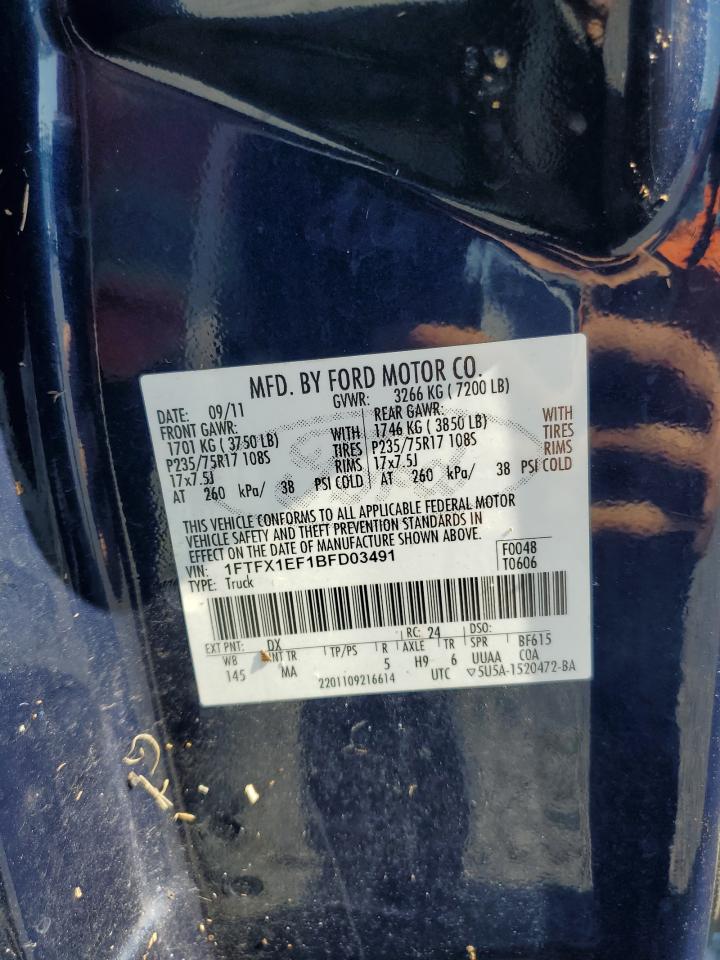 MFD. BY FORD MOTOR CO.
DATE: 09/11 GVWR: 3266 KG ( 7200 LB)
FRONT GAWR: REAR GAWR: WITH
1701 KG ( 3750 LB) WITH 1746 KG ( 3850 LB) TIRES
P235/75R17 108S TIRES P235/75R17 108S RIMS
17x7.5J RIMS 17x7.5J
AT 260 kPa/ 38 PSI COLD AT 260 kPa/ 38 PSI COLD
THIS VEHICLE CONFORMS TO ALL APPLICABLE FEDERAL MOTOR
VEHICLE SAFETY AND THEFT PREVENTION STANDARDS IN
EFFECT ON THE DATE OF MANUFACTURE SHOWN ABOVE.
VIN: 1FTFX1EF1BFD03491 F0048
TYPE: Truck T0606
EXT PNT: DX RC: 24 DSO:
WB INT TR TP/PS R AXLE TR SPR BF615
145 MA 5 H9 6 UUAA COA
2201109216614 UTC ▽5U5A-1520472-BA